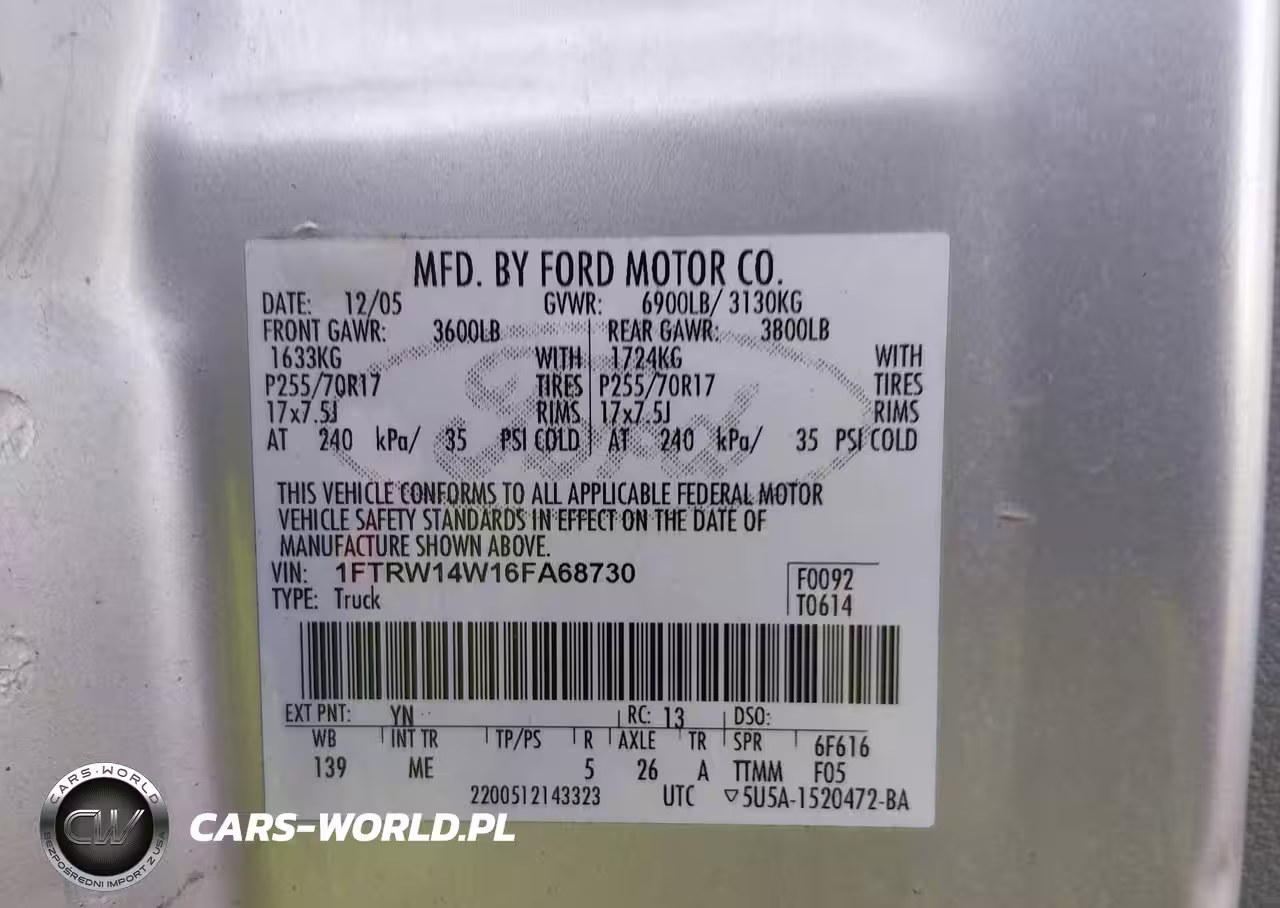 MFD. BY FORD MOTOR CO.
DATE: 12/05 GVWR: 6900LB/ 3130KG
FRONT GAWR: 3600LB REAR GAWR: 3800LB
1633KG WITH 1724KG WITH
P255/70R17 TIRES P255/70R17 TIRES
17x7.5J RIMS 17x7.5J RIMS
AT 240 kPa/ 35 PSI COLD AT 240 kPa/ 35 PSI COLD
Ford
THIS VEHICLE CONFORMS TO ALL APPLICABLE FEDERAL MOTOR
VEHICLE SAFETY STANDARDS IN EFFECT ON THE DATE OF
MANUFACTURE SHOWN ABOVE.
VIN: 1FTRW14W16FA68730 F0092
TYPE: Truck T0614
EXT PNT: YN RC: 13 DSO:
WB INT TR TP/PS R AXLE TR SPR 6F616
139 ME 5 26 A TTMM F05
2200512143323 UTC ▽5U5A-1520472-BA
CARS-WORLD
CW
BEZPOŚREDNI IMPORT Z USA
CARS-WORLD.PL